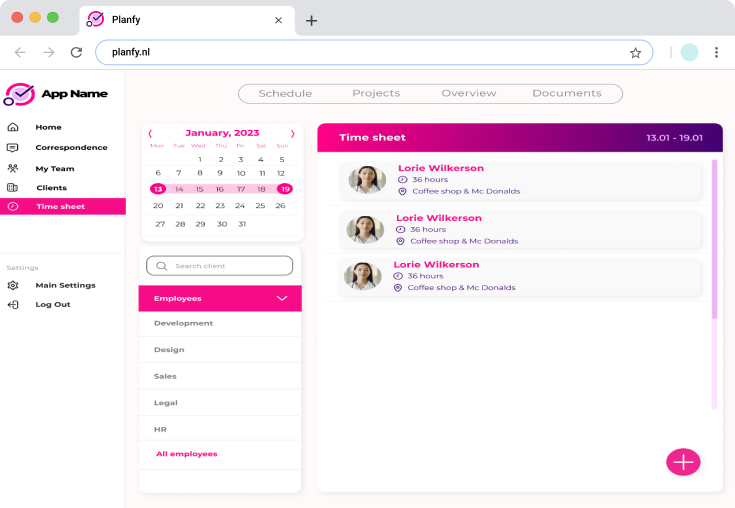 Planfy
planfy.nl
App Name
Home
Correspondence
My Team
Clients
Time sheet
Settings
Main Settings
Log Out
Schedule Projects Overview Documents
January, 2023
Mon Tue Wed Thu Fri Sat Sun
1 2 3 4 5
6 7 8 9 10 11 12
13 14 15 16 17 18 19
20 21 22 23 24 25 26
27 28 29 30 31
Search client
Employees
Development
Design
Sales
Legal
HR
All employees
Time sheet 13.01 - 19.01
Lorie Wilkerson
36 hours
Coffee shop & Mc Donalds
Lorie Wilkerson
36 hours
Coffee shop & Mc Donalds
Lorie Wilkerson
36 hours
Coffee shop & Mc Donalds